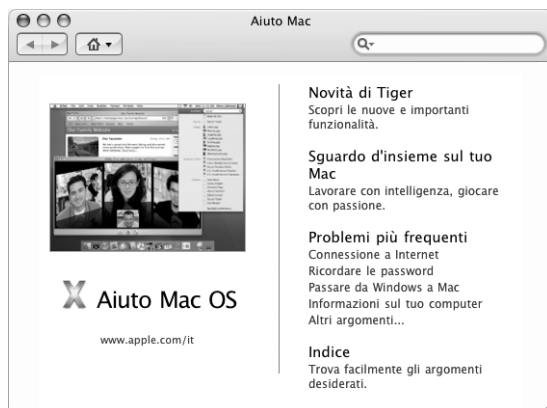 Aiuto Mac
Novità di Tiger
Scopri le nuove e importanti
funzionalità.
Sguardo d'insieme sul tuo
Mac
Lavorare con intelligenza, giocare
con passione.
Problemi più frequenti
Connessione a Internet
Ricordare le password
Passare da Windows a Mac
Informazioni sul tuo computer
Altri argomenti...
Indice
Trova facilmente gli argomenti
desiderati.
X Aiuto Mac OS
www.apple.com/it